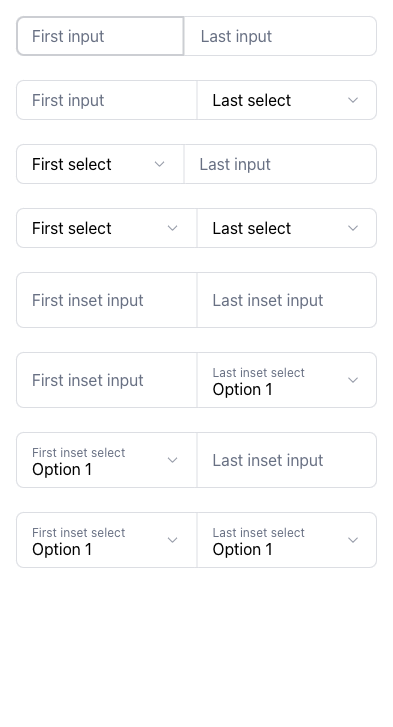 First input Last input
First input Last select
First select Last input
First select Last select
First inset input Last inset input
First inset input Last inset select
Option 1
First inset select
Option 1 Last inset input
First inset select Last inset select
Option 1 Option 1